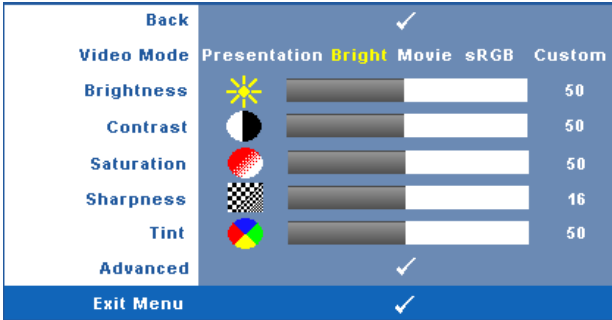 Back
Video Mode Presentation Bright Movie sRGB Custom
Brightness 50
Contrast 50
Saturation 50
Sharpness 16
Tint 50
Advanced
Exit Menu